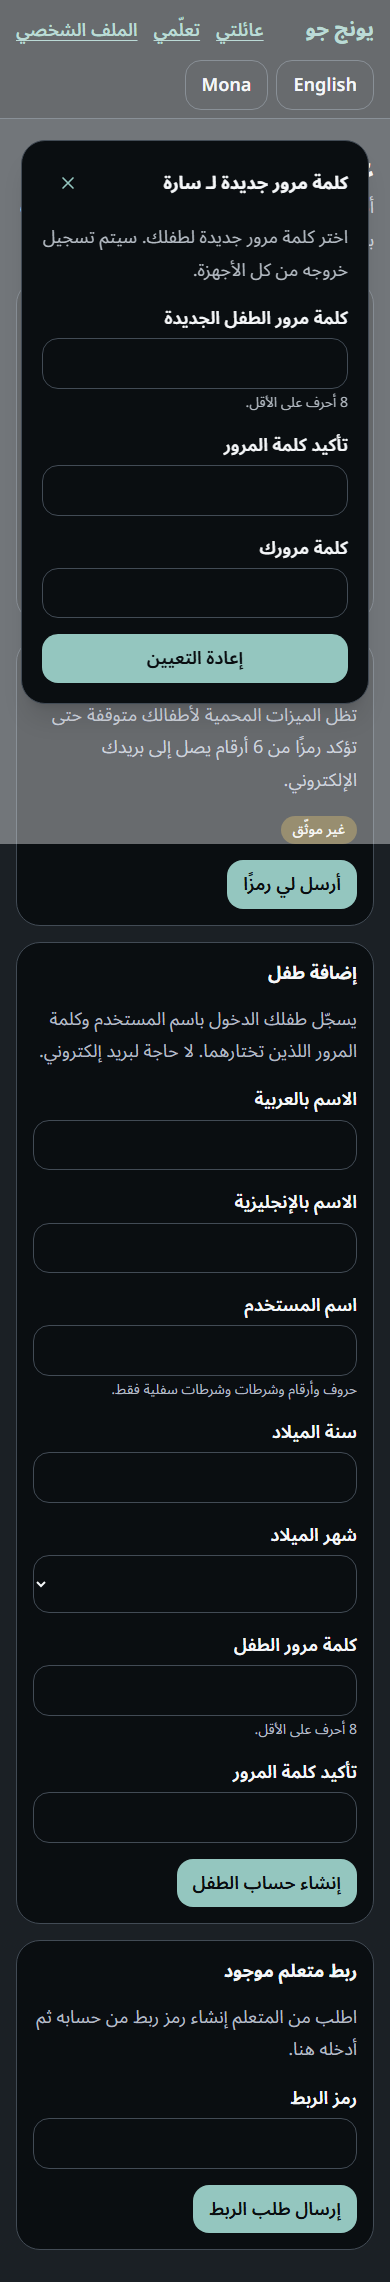 يونج جو
عائلتي
تعلّمي
الملف الشخصي
English
Mona
كلمة مرور جديدة لـ سارة
اختر كلمة مرور جديدة لطفلك. سيتم تسجيل
خروجه من كل الأجهزة.
كلمة مرور الطفل الجديدة
8 أحرف على الأقل.
تأكيد كلمة المرور
كلمة مرورك
إعادة التعيين
تظل الميزات المحمية لأطفالك متوقفة حتى
تؤكد رمزًا من 6 أرقام يصل إلى بريدك
الإلكتروني.
غير موثّق
أرسل لي رمزًا
إضافة طفل
يسجّل طفلك الدخول باسم المستخدم وكلمة
المرور اللذين تختارهما. لا حاجة لبريد إلكتروني.
الاسم بالعربية
الاسم بالإنجليزية
اسم المستخدم
حروف وأرقام وشرطات وشرطات سفلية فقط.
سنة الميلاد
شهر الميلاد
كلمة مرور الطفل
8 أحرف على الأقل.
تأكيد كلمة المرور
إنشاء حساب الطفل
ربط متعلم موجود
اطلب من المتعلم إنشاء رمز ربط من حسابه ثم
أدخله هنا.
رمز الربط
إرسال طلب الربط